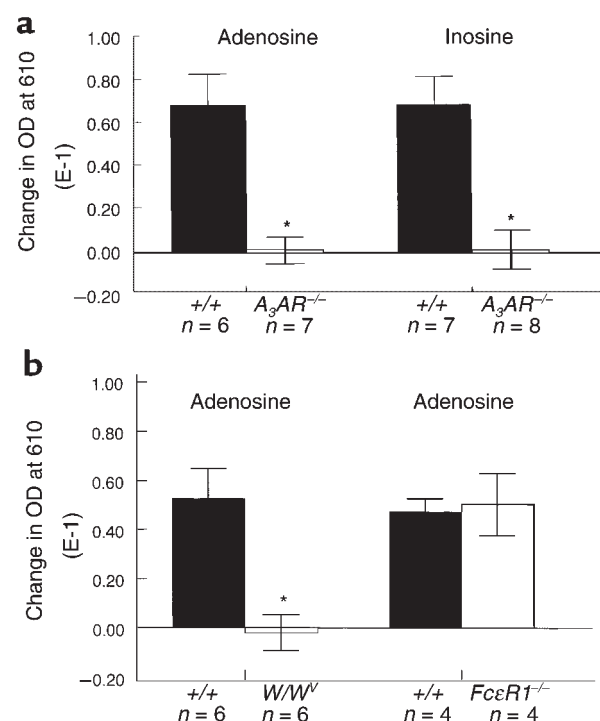 a
Adenosine Inosine
Change in OD at 610
(E-1)
1.00
0.80
0.60
0.40
0.20
0.00
−0.20
* *
+/+ A₃AR⁻/⁻ +/+ A₃AR⁻/⁻
n = 6 n = 7 n = 7 n = 8
b
Adenosine Adenosine
Change in OD at 610
(E-1)
1.00
0.80
0.60
0.40
0.20
0.00
−0.20
*
+/+ W/Wⱽ +/+ FcεR1⁻/⁻
n = 6 n = 6 n = 4 n = 4